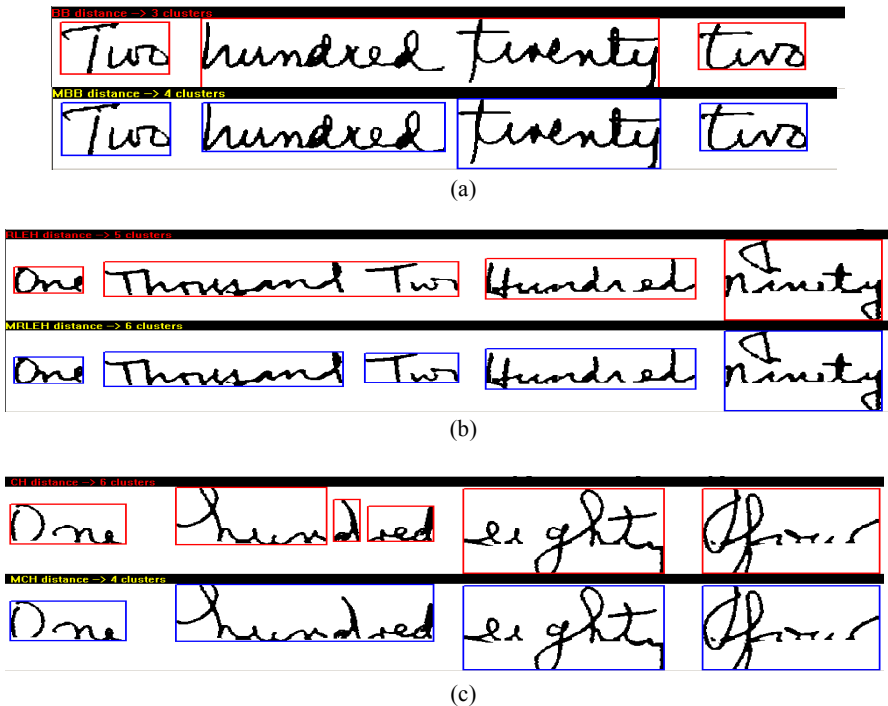 BB distance -> 3 clusters
Two hundred twenty two
MBB distance -> 4 clusters
Two hundred twenty two
(a)
RLEH distance -> 5 clusters
One Thousand Two Hundred Ninety
MRLEH distance -> 6 clusters
One Thousand Two Hundred Ninety
(b)
CH distance -> 6 clusters
One hundred eighty four
MCH distance -> 4 clusters
One hundred eighty four
(c)